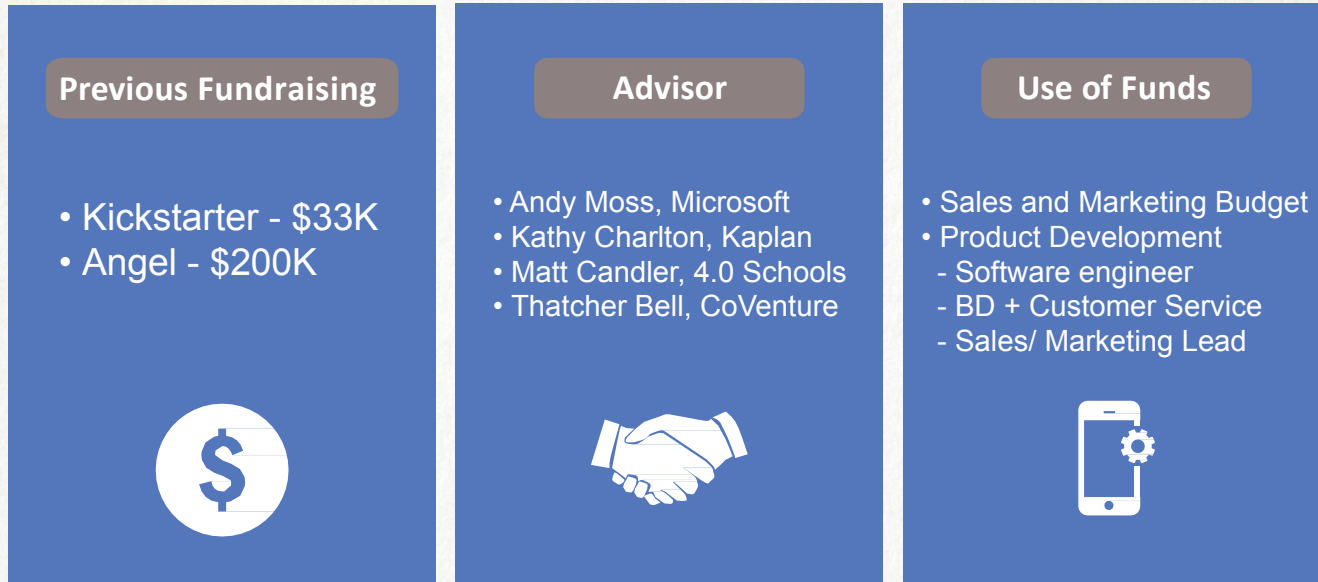 Previous Fundraising
• Kickstarter - $33K
• Angel - $200K
$
Advisor
• Andy Moss, Microsoft
• Kathy Charlton, Kaplan
• Matt Candler, 4.0 Schools
• Thatcher Bell, CoVenture
Use of Funds
• Sales and Marketing Budget
• Product Development
- Software engineer
- BD + Customer Service
- Sales/ Marketing Lead